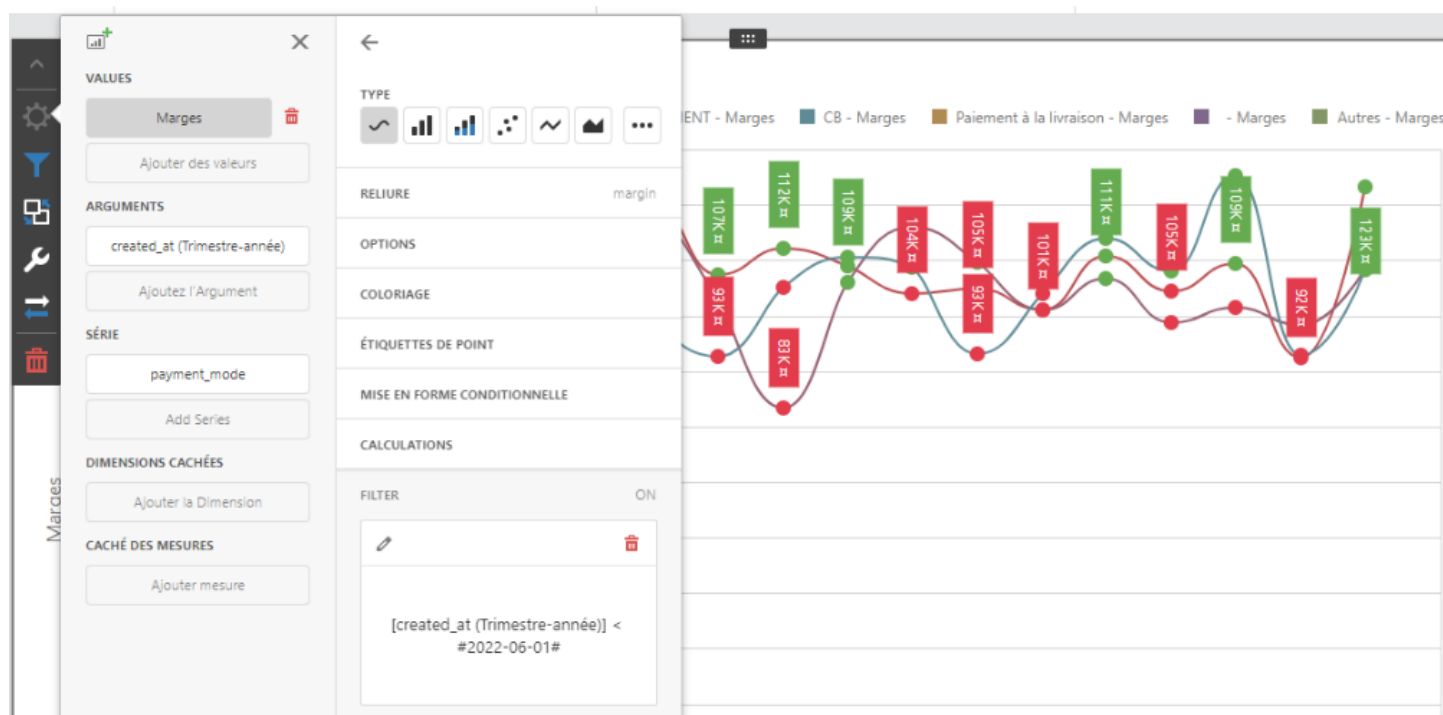 VALUES
Marges
Ajouter des valeurs
ARGUMENTS
created_at (Trimestre-année)
Ajoutez l'Argument
SÉRIE
payment_mode
Add Series
DIMENSIONS CACHÉES
Ajouter la Dimension
CACHÉ DES MESURES
Ajouter mesure
TYPE
RELIURE margin
OPTIONS
COLORIAGE
ÉTIQUETTES DE POINT
MISE EN FORME CONDITIONNELLE
CALCULATIONS
FILTER ON
[created_at (Trimestre-année)] <
#2022-06-01#
Marges
ENT - Marges CB - Marges Paiement à la livraison - Marges - Marges Autres - Marges
107K ¤
93K ¤
112K ¤
83K ¤
109K ¤
104K ¤
105K ¤
93K ¤
101K ¤
111K ¤
105K ¤
109K ¤
92K ¤
123K ¤